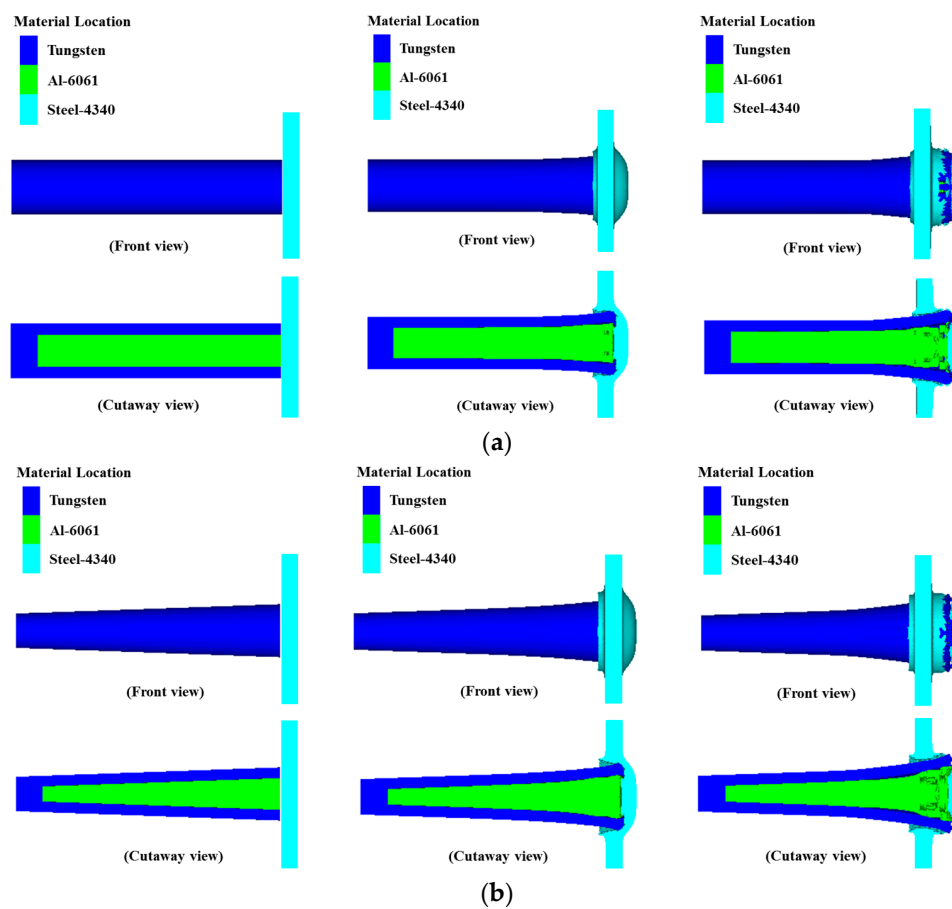 Material Location
Tungsten
Al-6061
Steel-4340
(Front view)
(Cutaway view)
Material Location
Tungsten
Al-6061
Steel-4340
(Front view)
(Cutaway view)
Material Location
Tungsten
Al-6061
Steel-4340
(Front view)
(Cutaway view)
(a)
Material Location
Tungsten
Al-6061
Steel-4340
(Front view)
(Cutaway view)
Material Location
Tungsten
Al-6061
Steel-4340
(Front view)
(Cutaway view)
Material Location
Tungsten
Al-6061
Steel-4340
(Front view)
(Cutaway view)
(b)